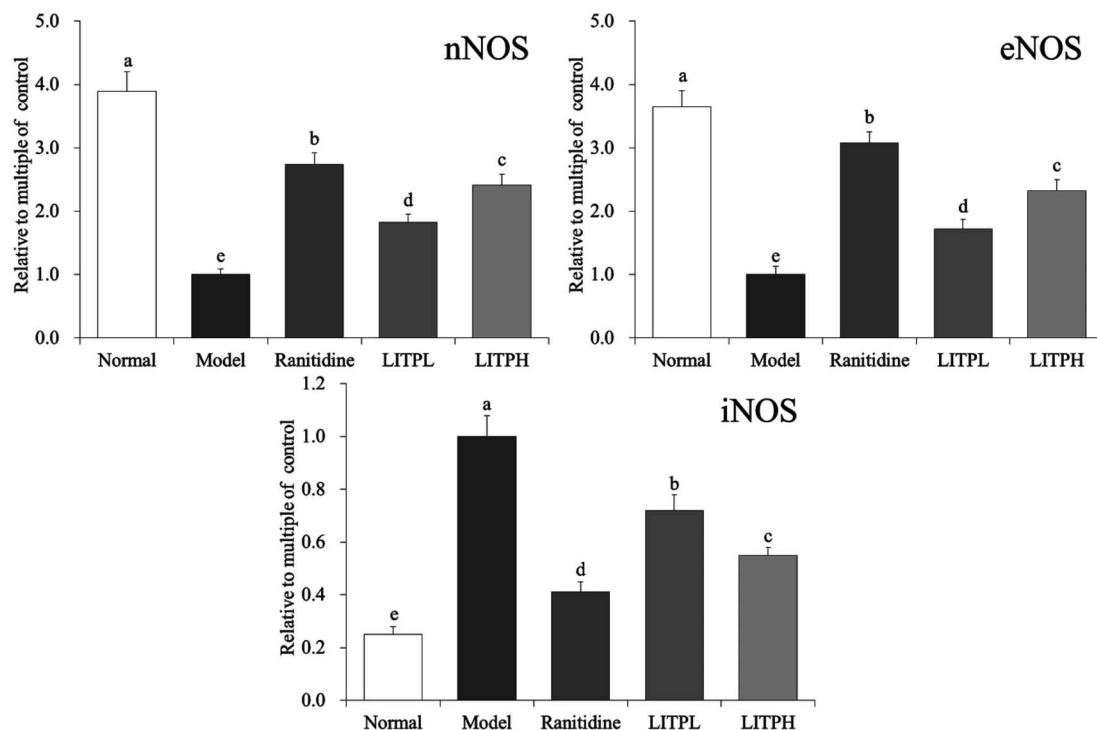 nNOS
Relative to multiple of control
5.0
4.0
3.0
2.0
1.0
0.0
a
e
b
d
c
Normal Model Ranitidine LITPL LITPH
eNOS
Relative to multiple of control
5.0
4.0
3.0
2.0
1.0
0.0
a
e
b
d
c
Normal Model Ranitidine LITPL LITPH
iNOS
Relative to multiple of control
1.2
1.0
0.8
0.6
0.4
0.2
0.0
e
a
d
b
c
Normal Model Ranitidine LITPL LITPH